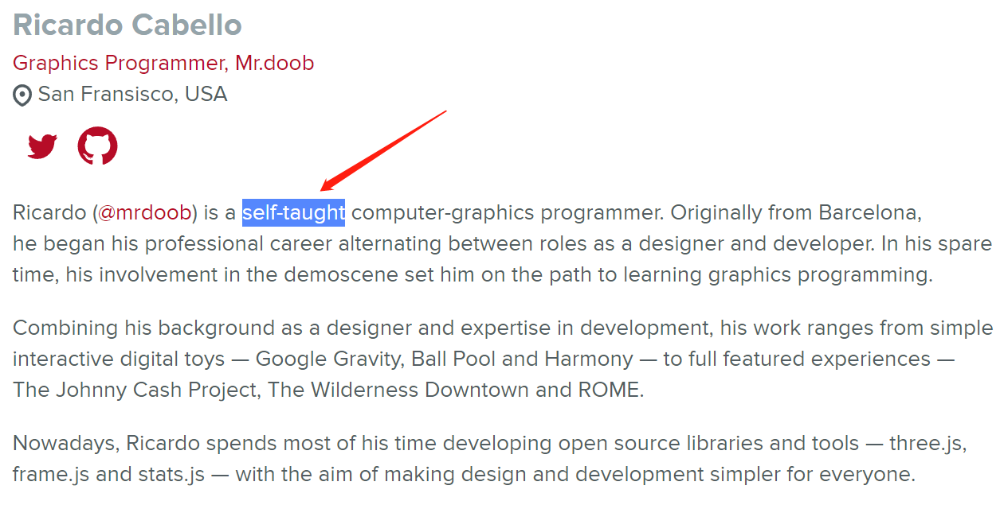 Ricardo Cabello
Graphics Programmer, Mr.doob
San Fransisco, USA
Ricardo (@mrdoob) is a self-taught computer-graphics programmer. Originally from Barcelona,
he began his professional career alternating between roles as a designer and developer. In his spare
time, his involvement in the demoscene set him on the path to learning graphics programming.
Combining his background as a designer and expertise in development, his work ranges from simple
interactive digital toys — Google Gravity, Ball Pool and Harmony — to full featured experiences —
The Johnny Cash Project, The Wilderness Downtown and ROME.
Nowadays, Ricardo spends most of his time developing open source libraries and tools — three.js,
frame.js and stats.js — with the aim of making design and development simpler for everyone.